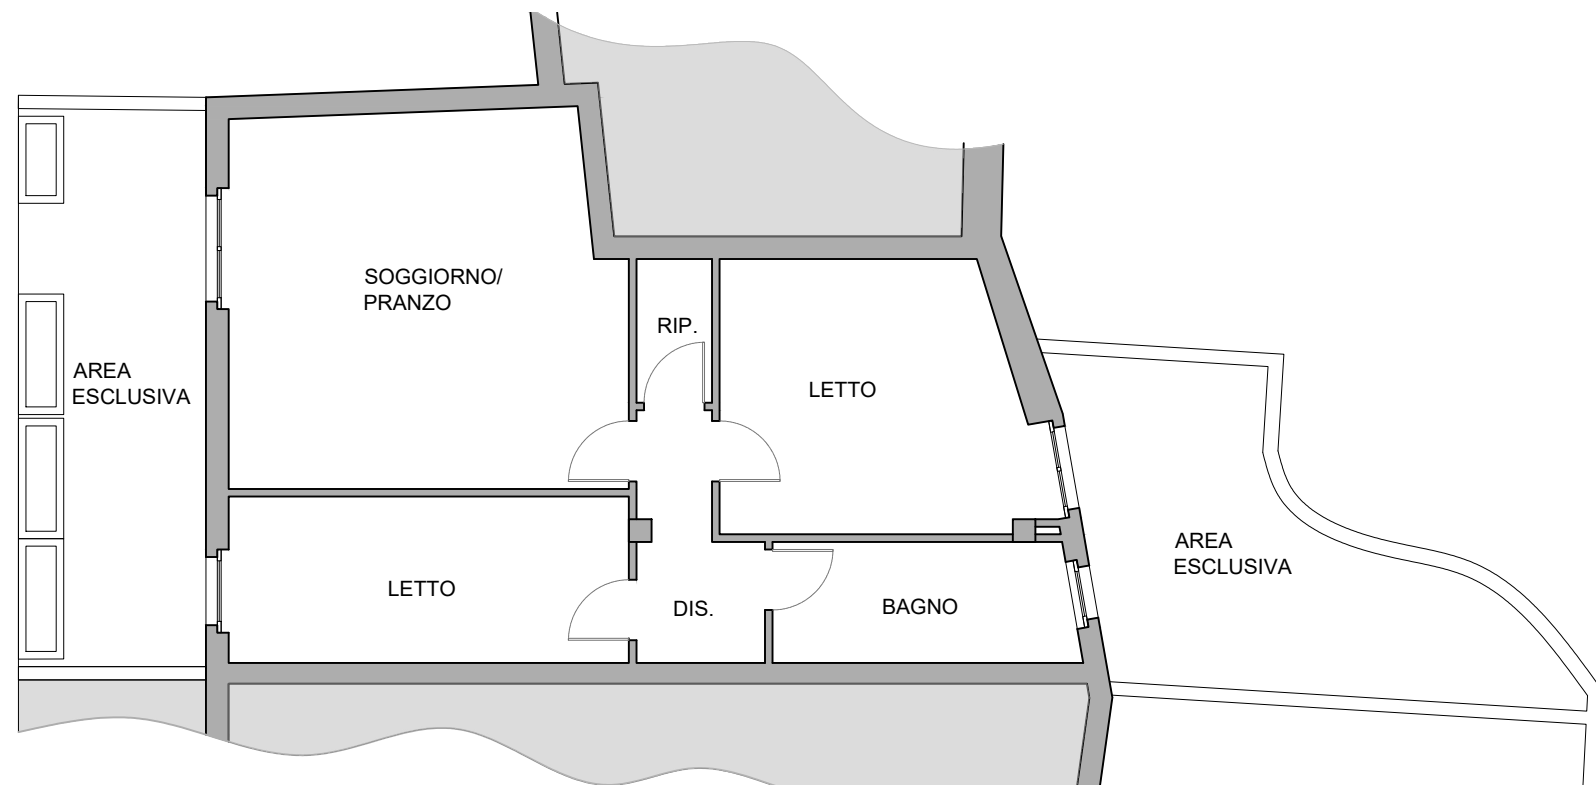 SOGGIORNO/
PRANZO
RIP.
AREA
ESCLUSIVA
LETTO
AREA
ESCLUSIVA
LETTO
DIS.
BAGNO